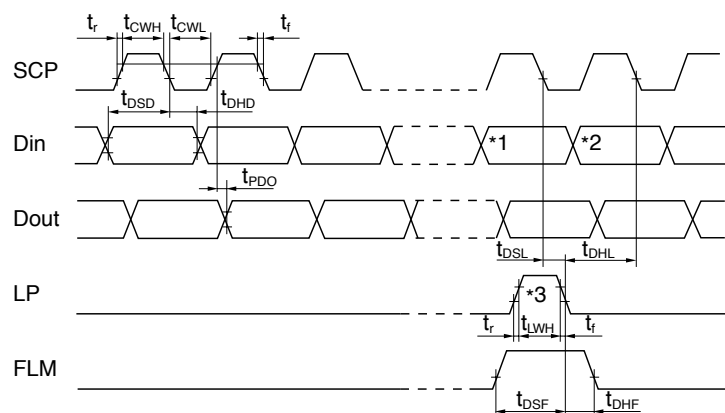 tr tCWH tCWL tf
SCP
tDSD tDHD
Din *1 *2
tPDO
Dout
tDSL tDHL
LP *3
tr tLWH tf
FLM
tDSF tDHF